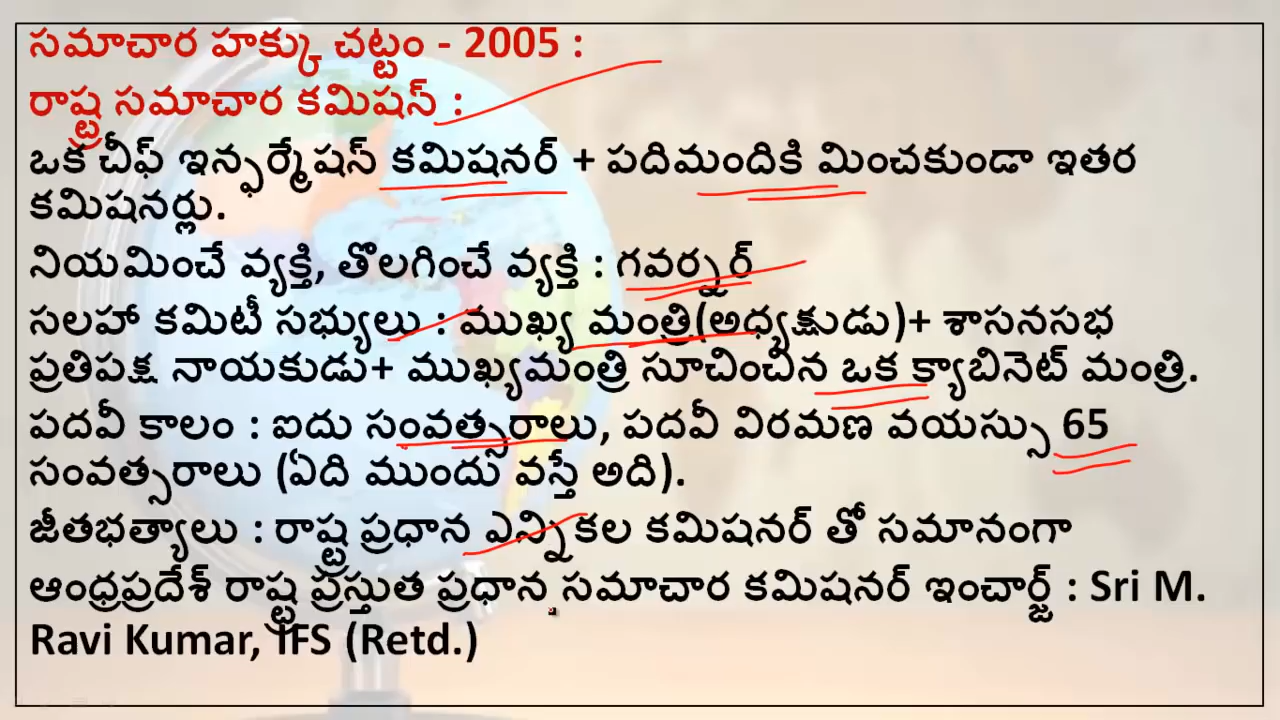 సమాచార హక్కు చట్టం - 2005 :
రాష్ట్ర సమాచార కమిషన్ :
ఒక చీఫ్ ఇన్ఫర్మేషన్ కమిషనర్ + పదిమందికి మించకుండా ఇతర
కమిషనర్లు.
నియమించే వ్యక్తి, తొలగించే వ్యక్తి : గవర్నర్
సలహా కమిటీ సభ్యులు : ముఖ్య మంత్రి(అధ్యక్షుడు)+ శాసనసభ
ప్రతిపక్ష నాయకుడు+ ముఖ్యమంత్రి సూచించిన ఒక క్యాబినెట్ మంత్రి.
పదవీ కాలం : ఐదు సంవత్సరాలు, పదవీ విరమణ వయస్సు 65
సంవత్సరాలు (ఏది ముందు వస్తే అది).
జీతభత్యాలు : రాష్ట్ర ప్రధాన ఎన్నికల కమిషనర్ తో సమానంగా
ఆంధ్రప్రదేశ్ రాష్ట్ర ప్రస్తుత ప్రధాన సమాచార కమిషనర్ ఇంచార్జ్ : Sri M.
Ravi Kumar, IFS (Retd.)